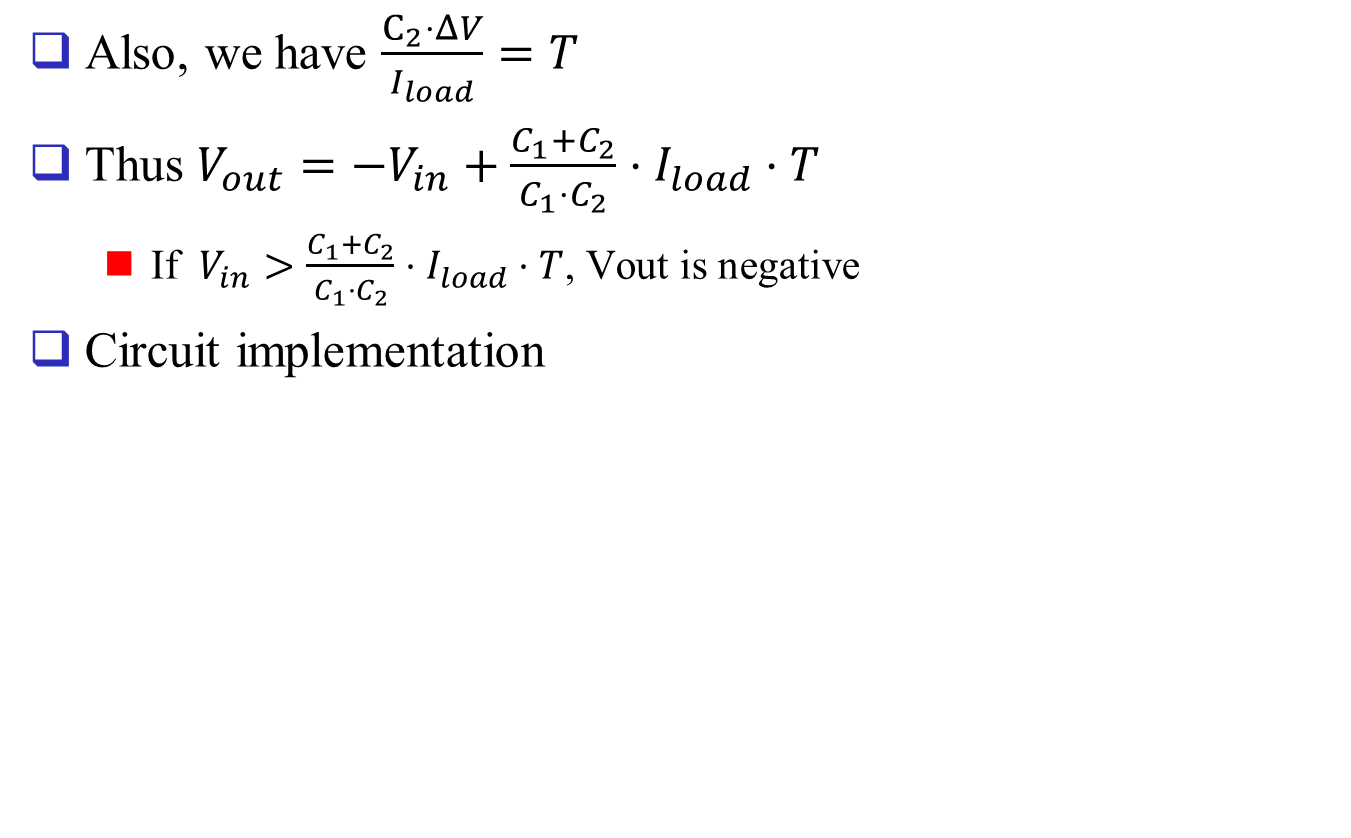 Also, we have C₂·ΔV / I_load = T
Thus V_out = −V_in + (C₁+C₂) / (C₁·C₂) · I_load · T
If V_in > (C₁+C₂) / (C₁·C₂) · I_load · T, Vout is negative
Circuit implementation